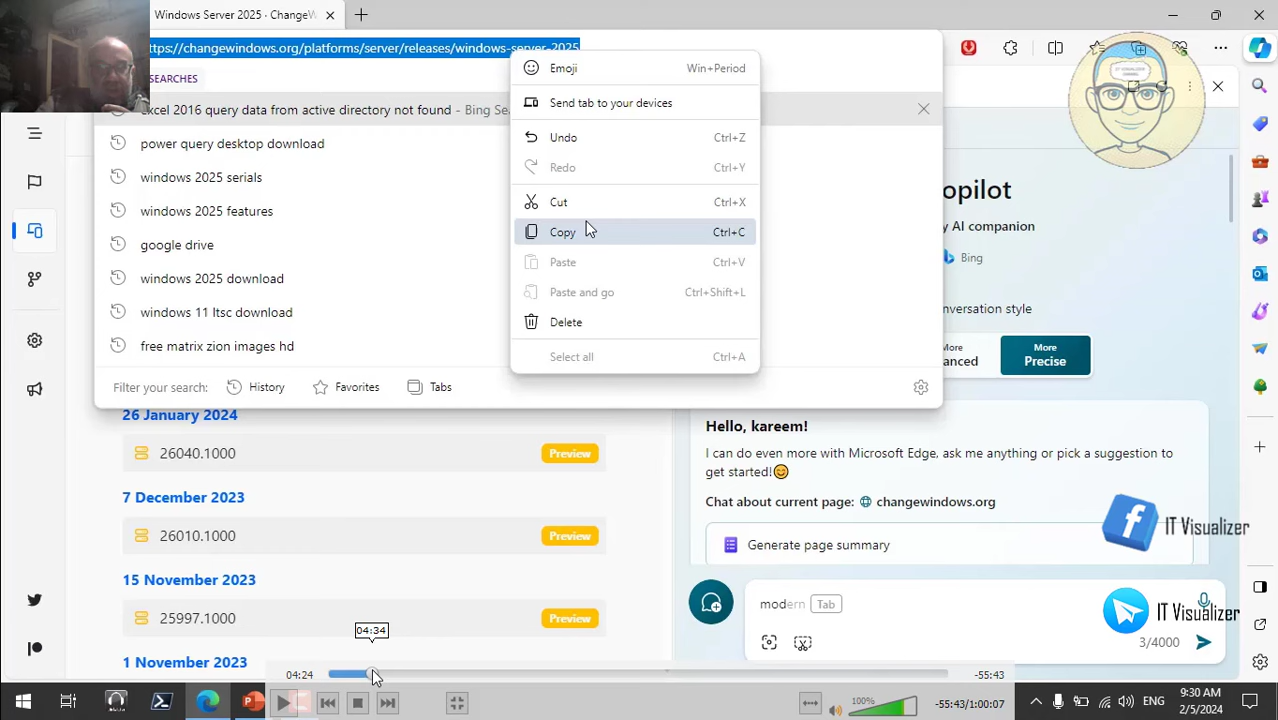 Windows Server 2025 · ChangeW
https://changewindows.org/platforms/server/releases/windows-server-2025
SEARCHES
excel 2016 query data from active directory not found - Bing Se
power query desktop download
windows 2025 serials
windows 2025 features
google drive
windows 2025 download
windows 11 ltsc download
free matrix zion images hd
Filter your search: History Favorites Tabs
Emoji Win+Period
Send tab to your devices
Undo Ctrl+Z
Redo Ctrl+Y
Cut Ctrl+X
Copy Ctrl+C
Paste Ctrl+V
Paste and go Ctrl+Shift+L
Delete
Select all Ctrl+A
26 January 2024
26040.1000 Preview
7 December 2023
26010.1000 Preview
15 November 2023
25997.1000 Preview
1 November 2023
opilot
y AI companion
Bing
nversation style
More
anced
More
Precise
Hello, kareem!
I can do even more with Microsoft Edge, ask me anything or pick a suggestion to
get started!😊
Chat about current page: changewindows.org
Generate page summary
IT Visualizer
modern Tab
IT Visualizer
3/4000
04:34
04:24
-55:43
100%
-55:43/1:00:07
ENG
9:30 AM
2/5/2024